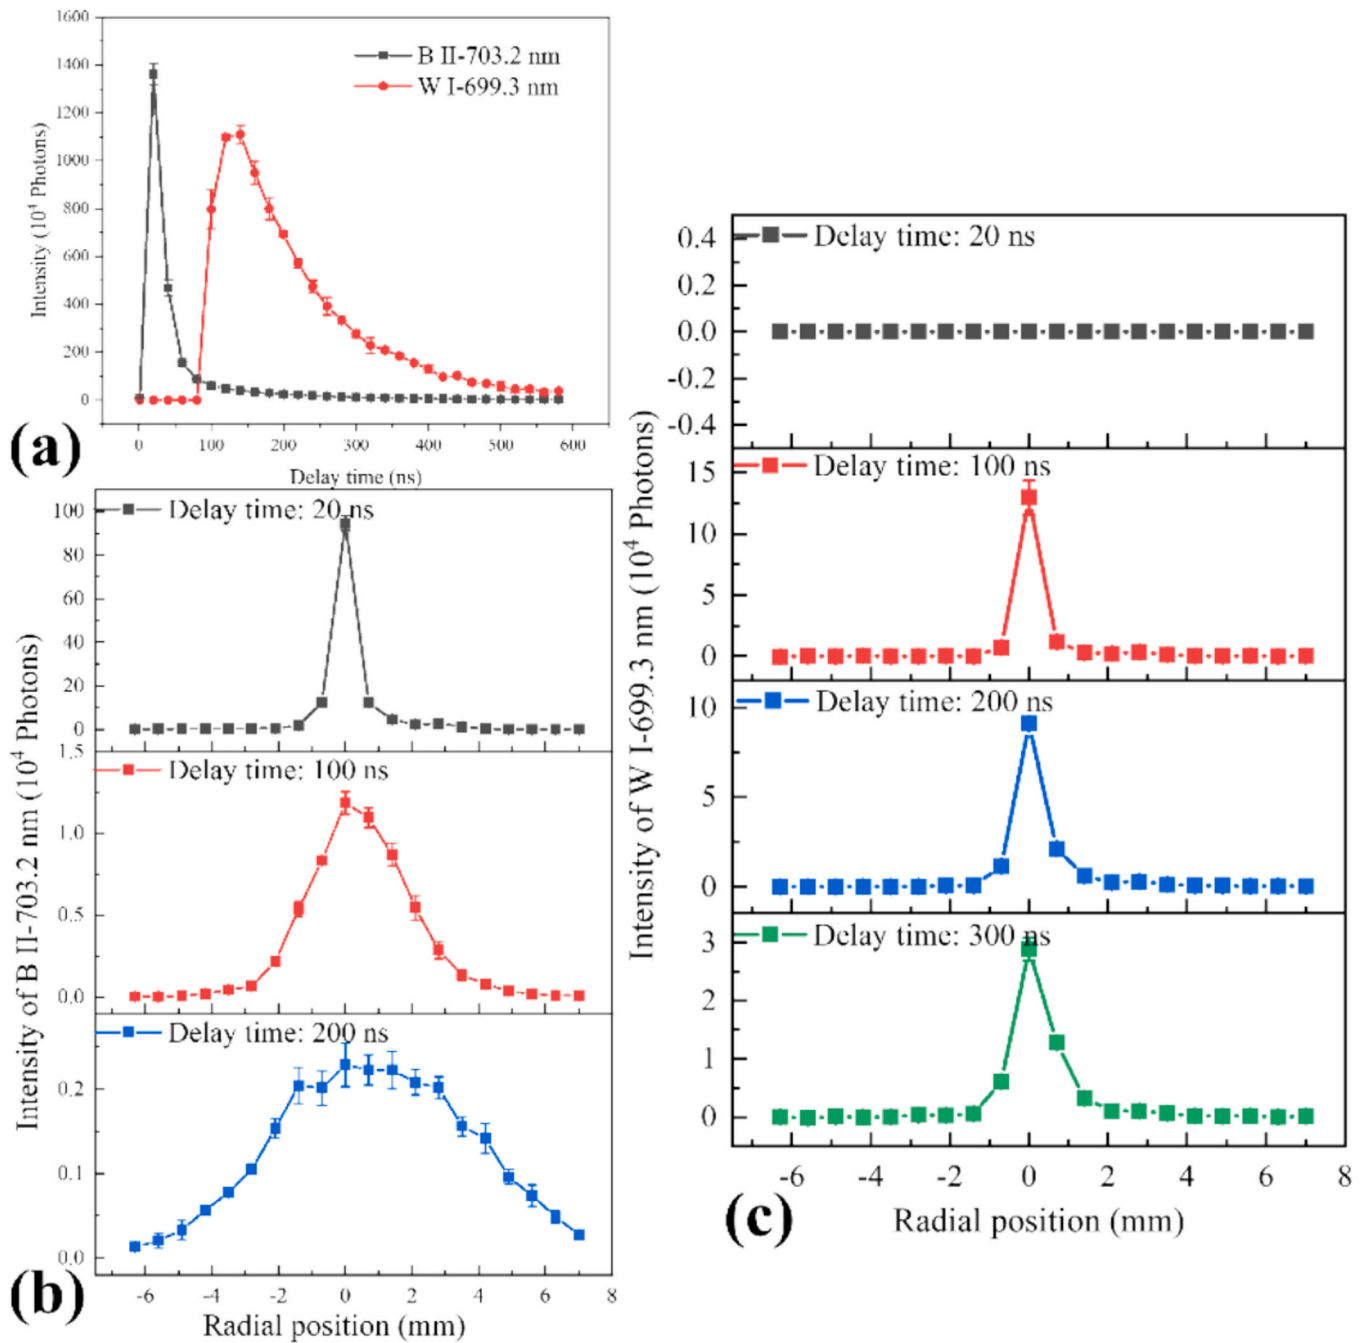 1600
1400
1200
1000
800
600
400
200
0
Intensity (10⁴ Photons)
B II-703.2 nm
W I-699.3 nm
0 100 200 300 400 500 600
Delay time (ns)
(a)
Intensity of B II-703.2 nm (10⁴ Photons)
Delay time: 20 ns
100
80
60
40
20
0
Delay time: 100 ns
1.5
1.0
0.5
0.0
Delay time: 200 ns
0.2
0.1
0.0
-6 -4 -2 0 2 4 6 8
Radial position (mm)
(b)
Intensity of W I-699.3 nm (10⁴ Photons)
Delay time: 20 ns
0.4
0.2
0.0
-0.2
-0.4
Delay time: 100 ns
15
10
5
0
Delay time: 200 ns
10
5
0
Delay time: 300 ns
3
2
1
0
-6 -4 -2 0 2 4 6 8
Radial position (mm)
(c)